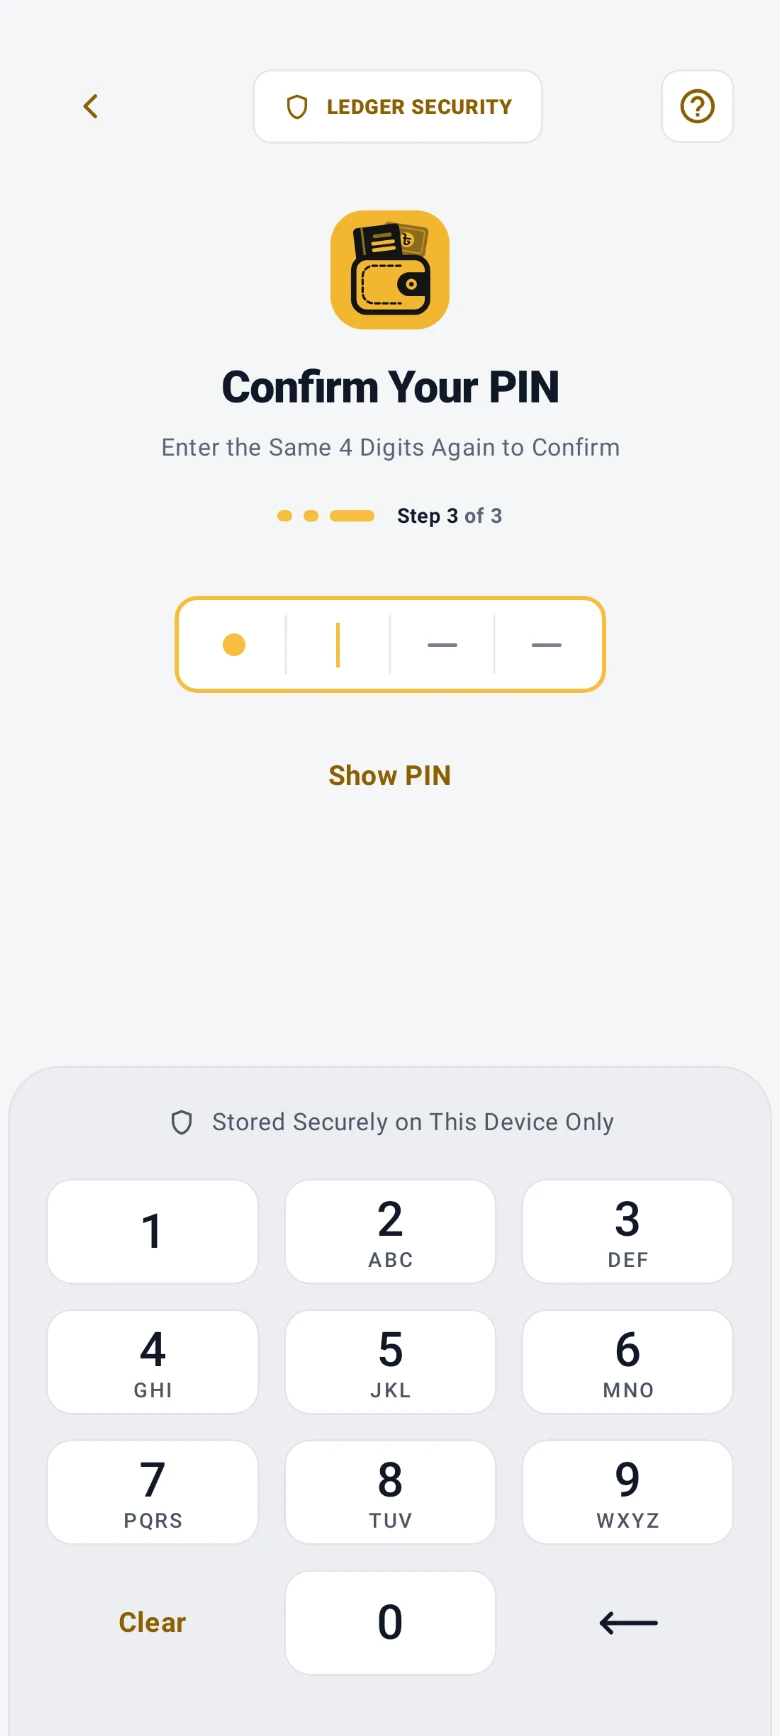 LEDGER SECURITY
৳
Confirm Your PIN
Enter the Same 4 Digits Again to Confirm
Step 3 of 3
Show PIN
Stored Securely on This Device Only
1
2
ABC
3
DEF
4
GHI
5
JKL
6
MNO
7
PQRS
8
TUV
9
WXYZ
Clear
0